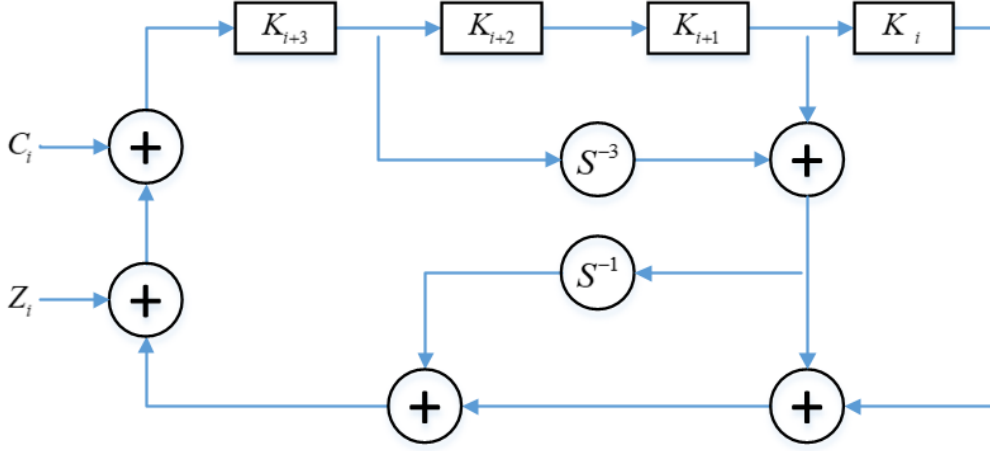 K_{i+3} K_{i+2} K_{i+1} K_i
C_i + S^{-3} +
S^{-1}
Z_i +
+ +